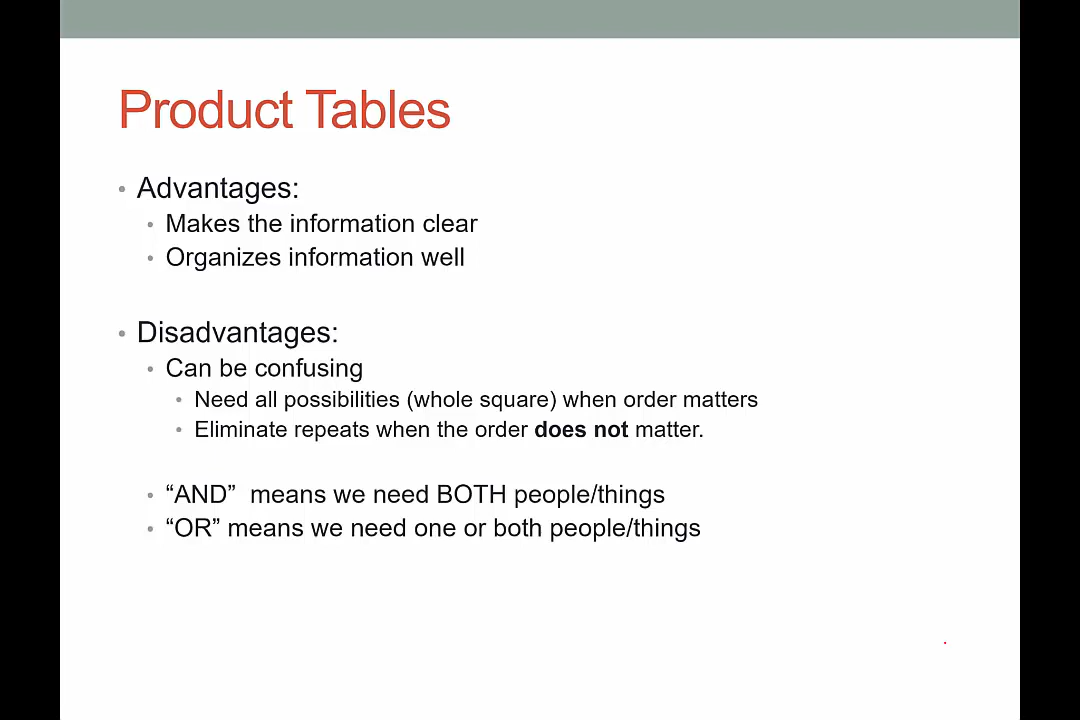 Product Tables
• Advantages:
• Makes the information clear
• Organizes information well
• Disadvantages:
• Can be confusing
• Need all possibilities (whole square) when order matters
• Eliminate repeats when the order does not matter.
• “AND”  means we need BOTH people/things
• “OR” means we need one or both people/things